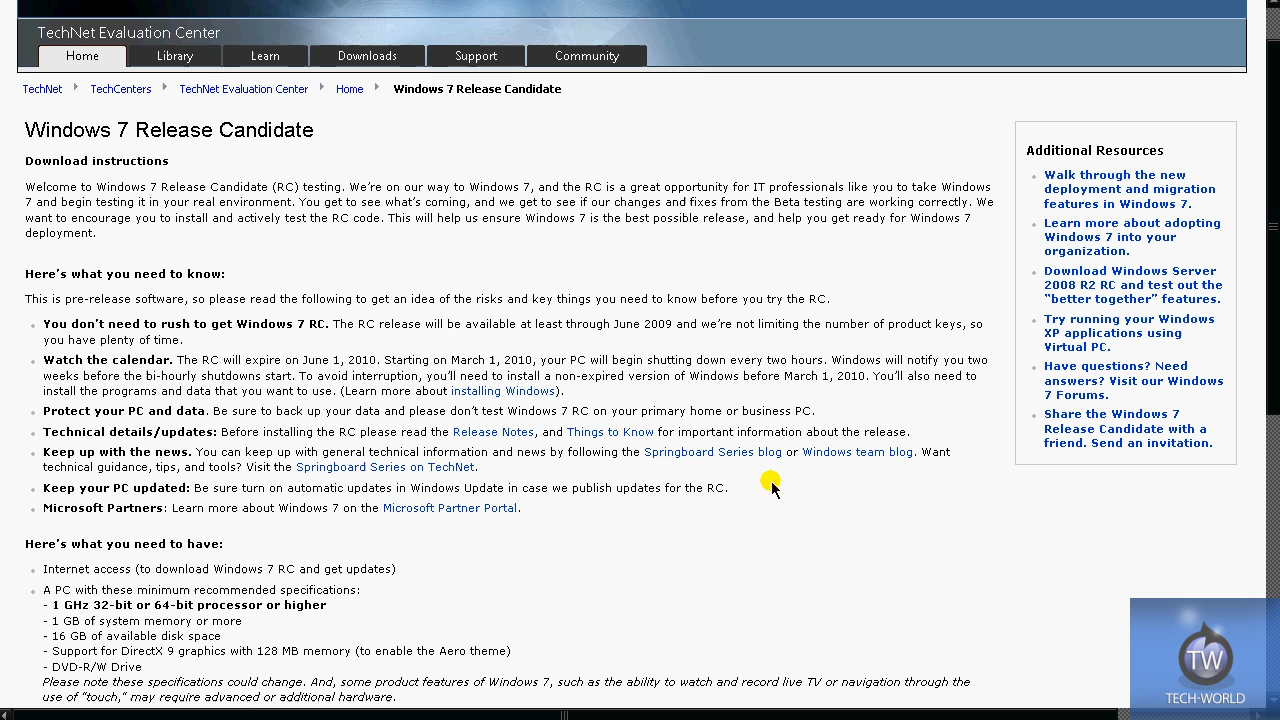 TechNet Evaluation Center
Home Library Learn Downloads Support Community
TechNet TechCenters TechNet Evaluation Center Home Windows 7 Release Candidate
Windows 7 Release Candidate
Download instructions
Welcome to Windows 7 Release Candidate (RC) testing. We're on our way to Windows 7, and the RC is a great opportunity for IT professionals like you to take Windows
7 and begin testing it in your real environment. You get to see what's coming, and we get to see if our changes and fixes from the Beta testing are working correctly. We
want to encourage you to install and actively test the RC code. This will help us ensure Windows 7 is the best possible release, and help you get ready for Windows 7
deployment.
Here's what you need to know:
This is pre-release software, so please read the following to get an idea of the risks and key things you need to know before you try the RC.
You don't need to rush to get Windows 7 RC. The RC release will be available at least through June 2009 and we're not limiting the number of product keys, so
you have plenty of time.
Watch the calendar. The RC will expire on June 1, 2010. Starting on March 1, 2010, your PC will begin shutting down every two hours. Windows will notify you two
weeks before the bi-hourly shutdowns start. To avoid interruption, you'll need to install a non-expired version of Windows before March 1, 2010. You'll also need to
install the programs and data that you want to use. (Learn more about installing Windows).
Protect your PC and data. Be sure to back up your data and please don't test Windows 7 RC on your primary home or business PC.
Technical details/updates: Before installing the RC please read the Release Notes, and Things to Know for important information about the release.
Keep up with the news. You can keep up with general technical information and news by following the Springboard Series blog or Windows team blog. Want
technical guidance, tips, and tools? Visit the Springboard Series on TechNet.
Keep your PC updated: Be sure turn on automatic updates in Windows Update in case we publish updates for the RC.
Microsoft Partners: Learn more about Windows 7 on the Microsoft Partner Portal.
Here's what you need to have:
Internet access (to download Windows 7 RC and get updates)
A PC with these minimum recommended specifications:
- 1 GHz 32-bit or 64-bit processor or higher
- 1 GB of system memory or more
- 16 GB of available disk space
- Support for DirectX 9 graphics with 128 MB memory (to enable the Aero theme)
- DVD-R/W Drive
Please note these specifications could change. And, some product features of Windows 7, such as the ability to watch and record live TV or navigation through the
use of "touch," may require advanced or additional hardware.
Additional Resources
Walk through the new
deployment and migration
features in Windows 7.
Learn more about adopting
Windows 7 into your
organization.
Download Windows Server
2008 R2 RC and test out the
"better together" features.
Try running your Windows
XP applications using
Virtual PC.
Have questions? Need
answers? Visit our Windows
7 Forums.
Share the Windows 7
Release Candidate with a
friend. Send an invitation.
TW
TECH-WORLD